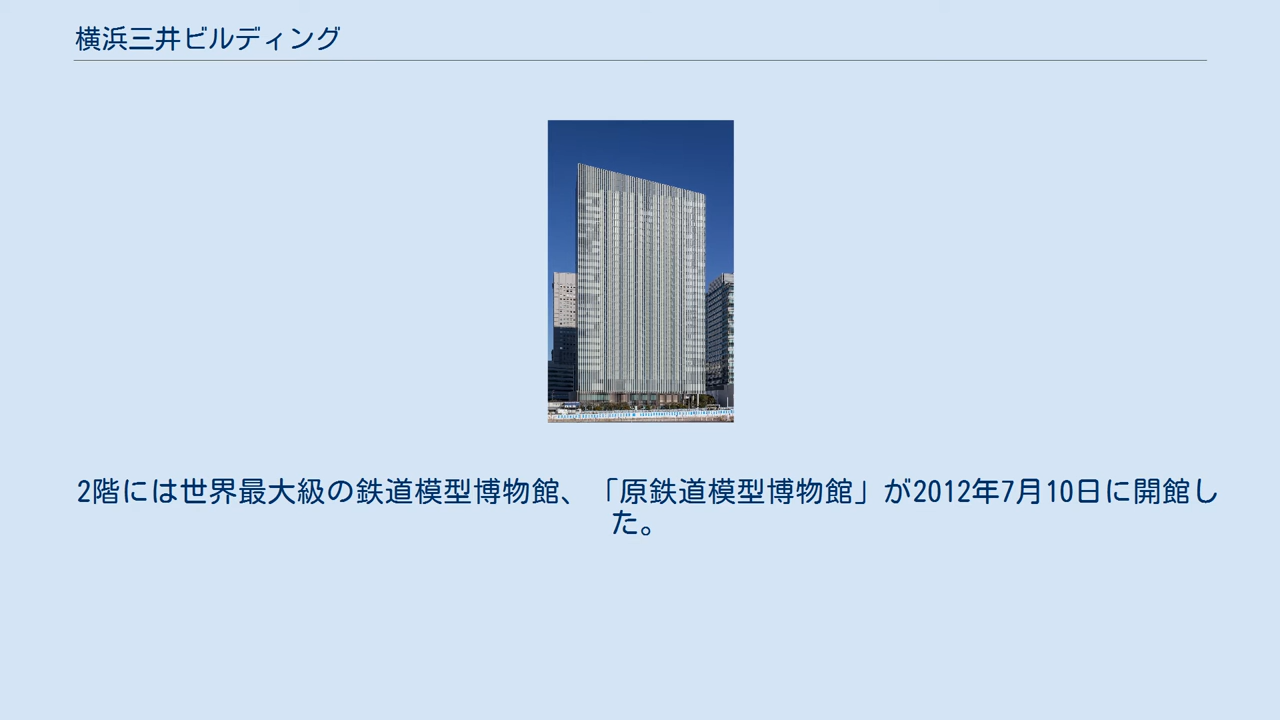 横浜三井ビルディング
2階には世界最大級の鉄道模型博物館、「原鉄道模型博物館」が2012年7月10日に開館し
た。